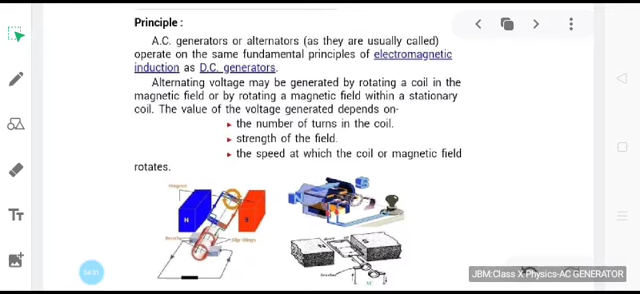 Principle :
A.C. generators or alternators (as they are usually called)
operate on the same fundamental principles of electromagnetic
induction as D.C. generators.
Alternating voltage may be generated by rotating a coil in the
magnetic field or by rotating a magnetic field within a stationary
coil. The value of the voltage generated depends on-
▸ the number of turns in the coil.
▸ strength of the field.
▸ the speed at which the coil or magnetic field
rotates.
N
S
Tт
JBM:Class X Physics-AC GENERATOR